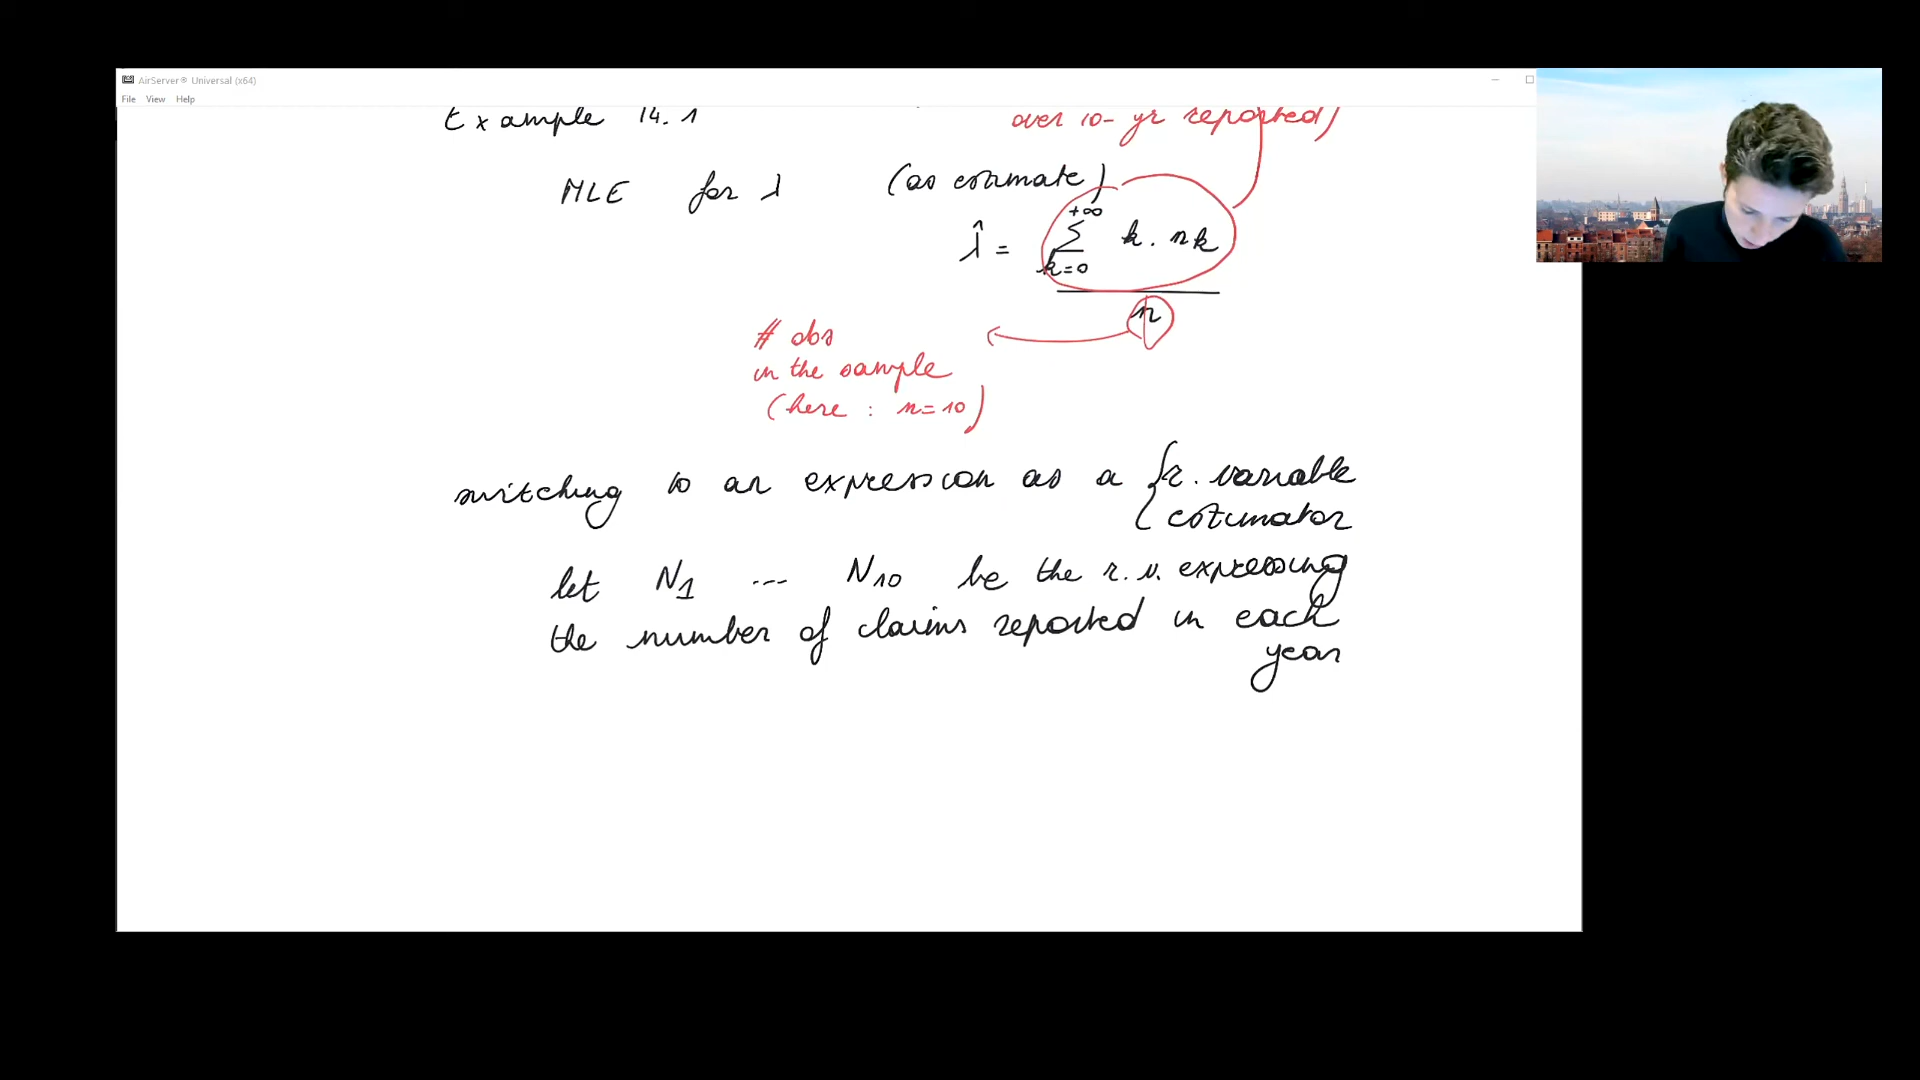 AirServer® Universal (x64)
File View Help
Example 14.1
over 10-yr reported)
MLE for λ (as estimate)
λ̂ = +∞ Σ k=0 k. nk
n
# obs
in the sample
(here : n=10)
switching to an expression as a { r. variable
estimator
let N1 --- N10 be the r.v. expressing
the number of claims reported in each
year